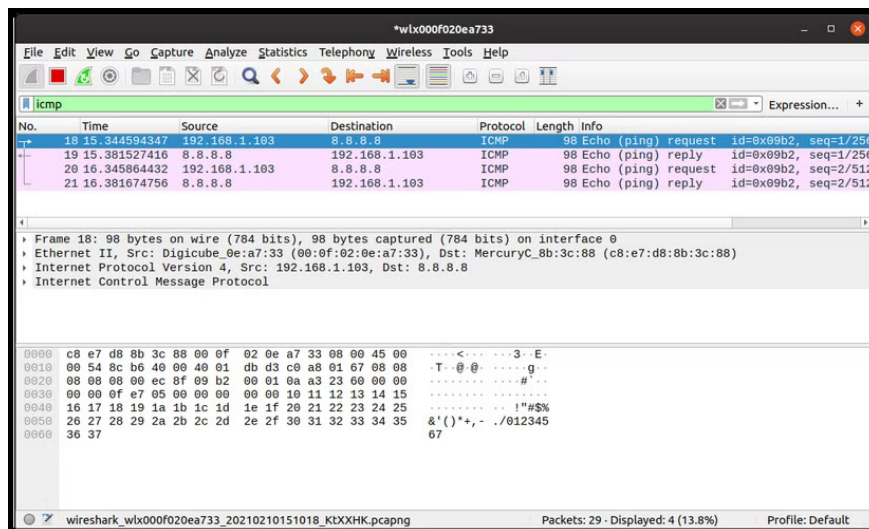 *wlx000f020ea733
File Edit View Go Capture Analyze Statistics Telephony Wireless Tools Help
icmp Expression... +
No. Time Source Destination Protocol Length Info
18 15.344594347 192.168.1.103 8.8.8.8 ICMP 98 Echo (ping) request id=0x09b2, seq=1/256
19 15.381527416 8.8.8.8 192.168.1.103 ICMP 98 Echo (ping) reply id=0x09b2, seq=1/256
20 16.345864432 192.168.1.103 8.8.8.8 ICMP 98 Echo (ping) request id=0x09b2, seq=2/512
21 16.381674756 8.8.8.8 192.168.1.103 ICMP 98 Echo (ping) reply id=0x09b2, seq=2/512
Frame 18: 98 bytes on wire (784 bits), 98 bytes captured (784 bits) on interface 0
Ethernet II, Src: Digicube_0e:a7:33 (00:0f:02:0e:a7:33), Dst: MercuryC_8b:3c:88 (c8:e7:d8:8b:3c:88)
Internet Protocol Version 4, Src: 192.168.1.103, Dst: 8.8.8.8
Internet Control Message Protocol
0000 c8 e7 d8 8b 3c 88 00 0f 02 0e a7 33 08 00 45 00 ····<··· ···3··E·
0010 00 54 8c b6 40 00 40 01 db d3 c0 a8 01 67 08 08 ·T··@·@· ·····g··
0020 08 08 08 00 ec 8f 09 b2 00 01 0a a3 23 60 00 00 ········ ····#`··
0030 00 00 0f e7 05 00 00 00 00 00 10 11 12 13 14 15 ········ ········
0040 16 17 18 19 1a 1b 1c 1d 1e 1f 20 21 22 23 24 25 ········ ·· !"#$%
0050 26 27 28 29 2a 2b 2c 2d 2e 2f 30 31 32 33 34 35 &'()*+,- ./012345
0060 36 37 67
wireshark_wlx000f020ea733_20210210151018_KtXXHK.pcapng Packets: 29 · Displayed: 4 (13.8%) Profile: Default